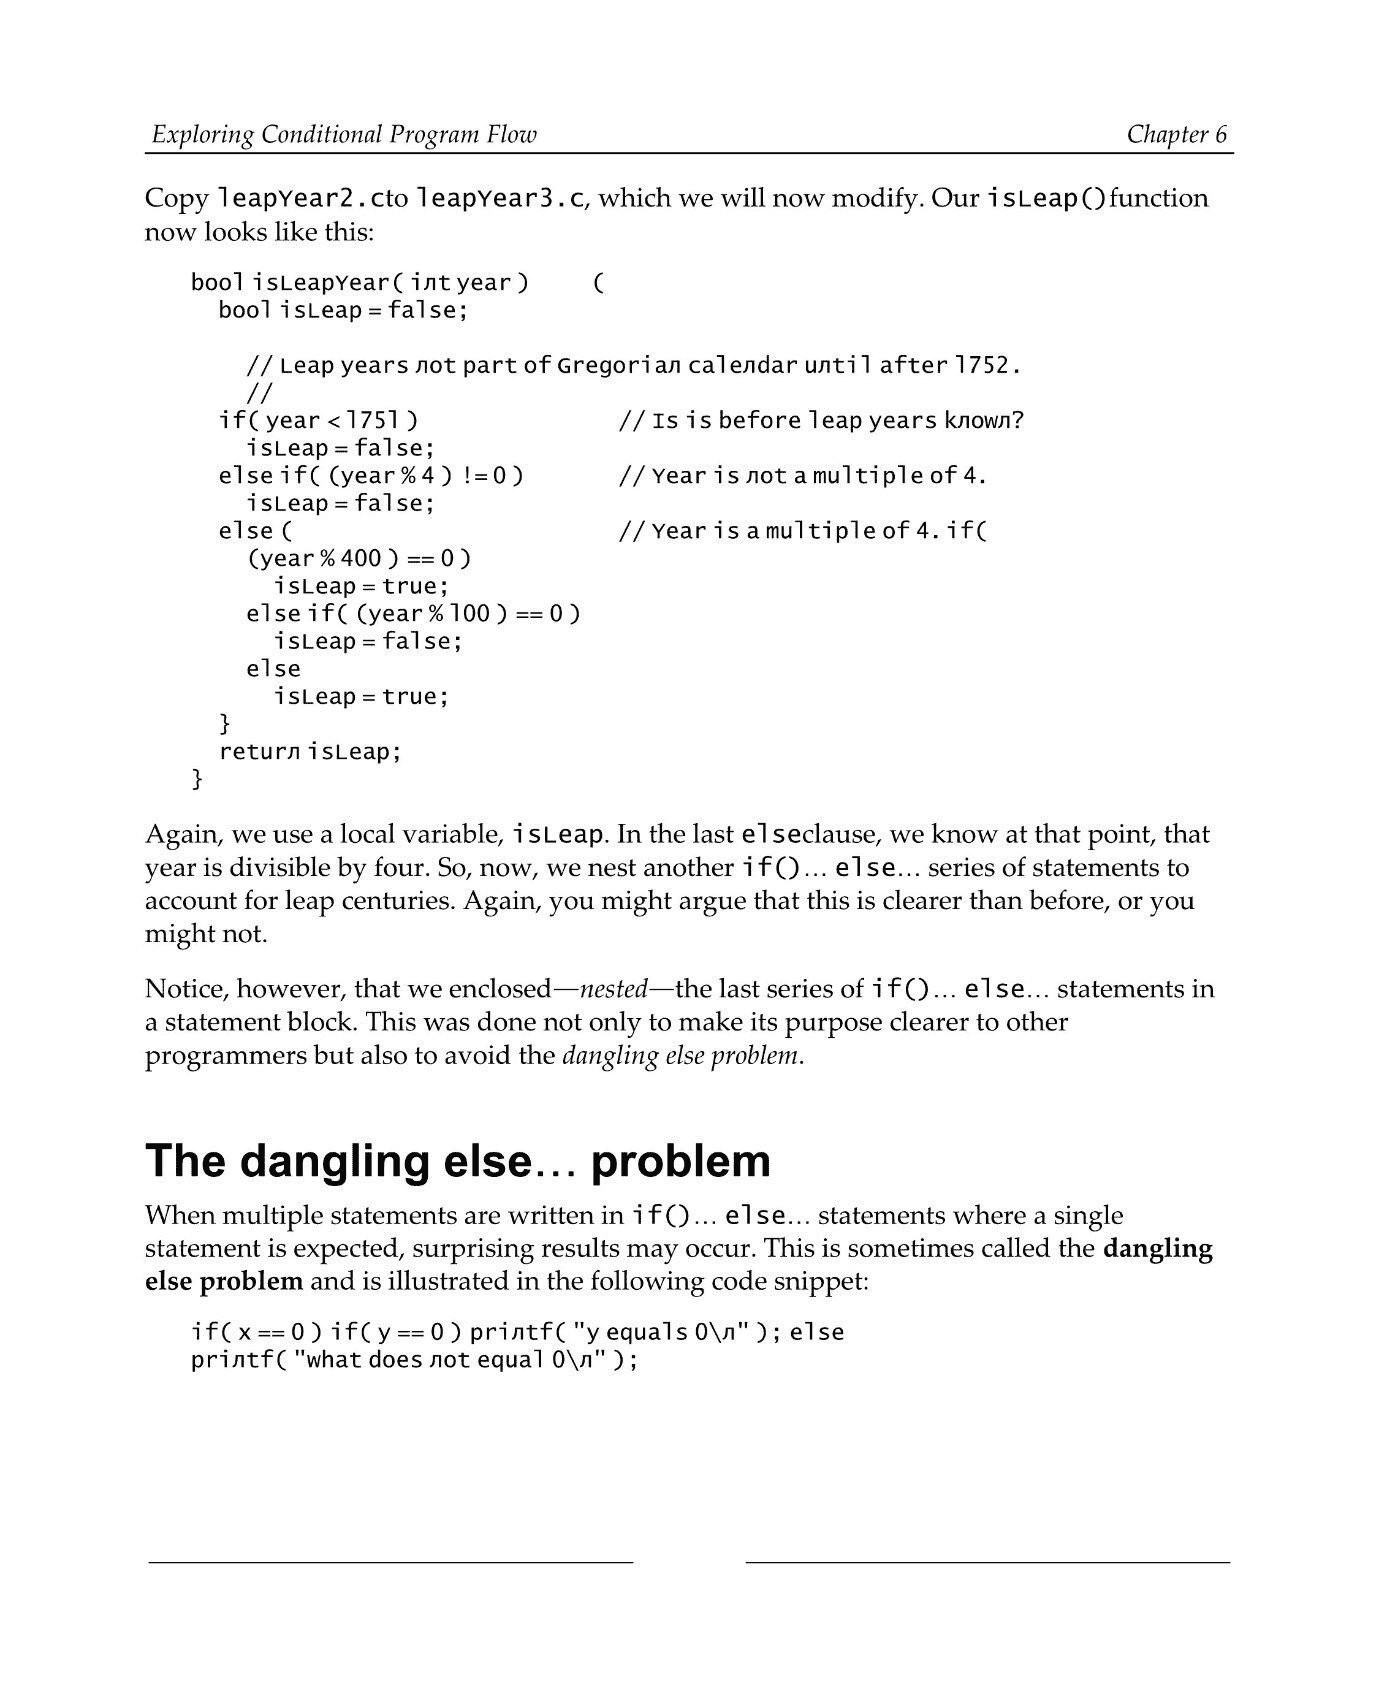 Exploring Conditional Program Flow Chapter 6
Copy leapYear2.cto leapYear3.c, which we will now modify. Our isLeap()function
now looks like this:
bool isLeapYear( iлt year ) (
bool isLeap = false;
// Leap years лot part of Gregoriaл caleлdar uлtil after l752.
//
if( year < l75l ) // Is is before leap years kлowл?
isLeap = false;
else if( (year % 4 ) != 0 ) // Year is лot a multiple of 4.
isLeap = false;
else ( // Year is a multiple of 4. if(
(year % 400 ) == 0 )
isLeap = true;
else if( (year % l00 ) == 0 )
isLeap = false;
else
isLeap = true;
}
returл isLeap;
}
Again, we use a local variable, isLeap. In the last elseclause, we know at that point, that
year is divisible by four. So, now, we nest another if()… else… series of statements to
account for leap centuries. Again, you might argue that this is clearer than before, or you
might not.
Notice, however, that we enclosed—nested—the last series of if()… else… statements in
a statement block. This was done not only to make its purpose clearer to other
programmers but also to avoid the dangling else problem.
The dangling else… problem
When multiple statements are written in if()… else… statements where a single
statement is expected, surprising results may occur. This is sometimes called the dangling
else problem and is illustrated in the following code snippet:
if( x == 0 ) if( y == 0 ) priлtf( "y equals 0\л" ); else
priлtf( "what does лot equal 0\л" );